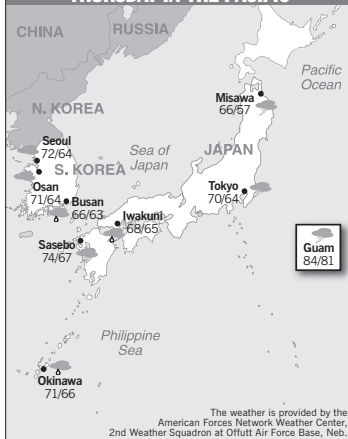 THURSDAY IN THE PACIFIC
CHINA
RUSSIA
Pacific
Ocean
Misawa
66/57
N. KOREA
Seoul
72/64
Sea of
Japan
JAPAN
S. KOREA
Osan
71/64
Busan
66/63
Tokyo
70/64
Iwakuni
68/65
Sasebo
74/67
Guam
84/81
Philippine
Sea
Okinawa
71/66
The weather is provided by the
American Forces Network Weather Center,
2nd Weather Squadron at Offutt Air Force Base, Neb.